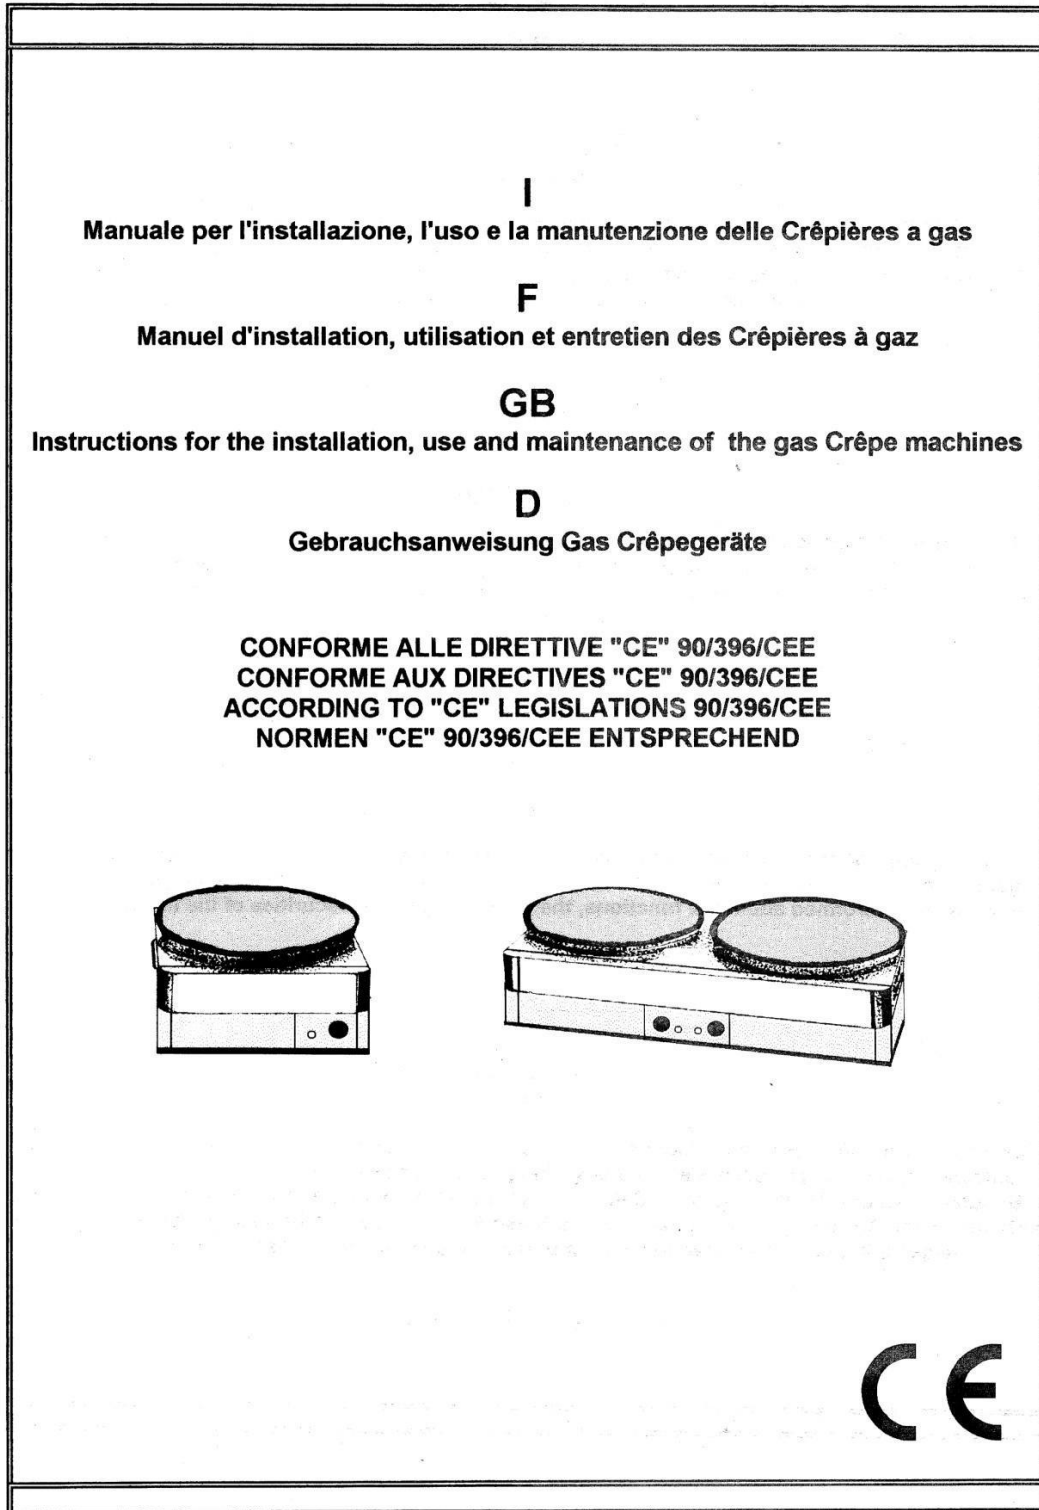 I
Manuale per l'installazione, l'uso e la manutenzione delle Crêpières a gas
F
Manuel d'installation, utilisation et entretien des Crêpières à gaz
GB
Instructions for the installation, use and maintenance of the gas Crêpe machines
D
Gebrauchsanweisung Gas Crêpegeräte
CONFORME ALLE DIRETTIVE "CE" 90/396/CEE
CONFORME AUX DIRECTIVES "CE" 90/396/CEE
ACCORDING TO "CE" LEGISLATIONS 90/396/CEE
NORMEN "CE" 90/396/CEE ENTSPRECHEND
CE